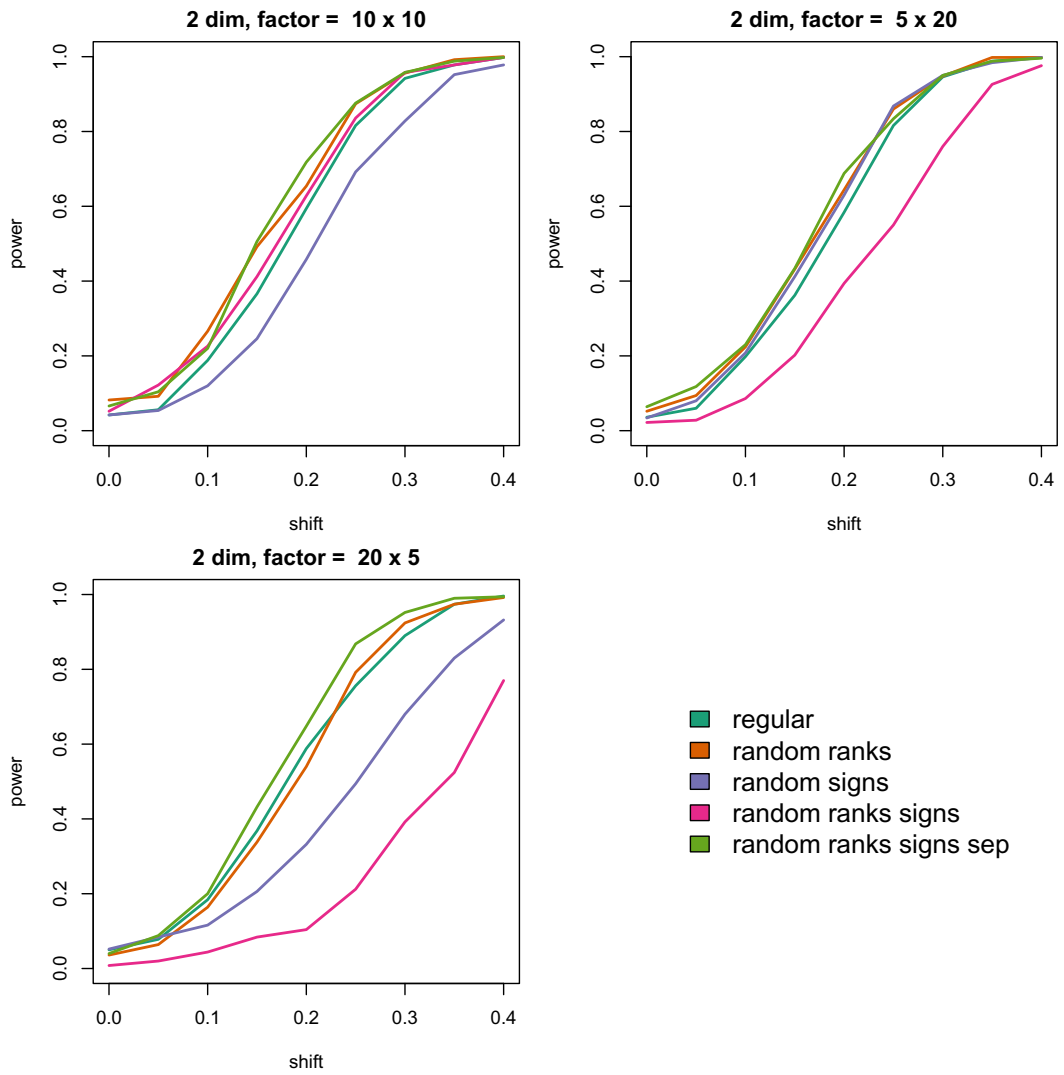 2 dim, factor =  10 x 10
power
0.0 0.2 0.4 0.6 0.8 1.0
0.0 0.1 0.2 0.3 0.4
shift
2 dim, factor =  5 x 20
power
0.0 0.2 0.4 0.6 0.8 1.0
0.0 0.1 0.2 0.3 0.4
shift
2 dim, factor =  20 x 5
power
0.0 0.2 0.4 0.6 0.8 1.0
0.0 0.1 0.2 0.3 0.4
shift
regular
random ranks
random signs
random ranks signs
random ranks signs sep